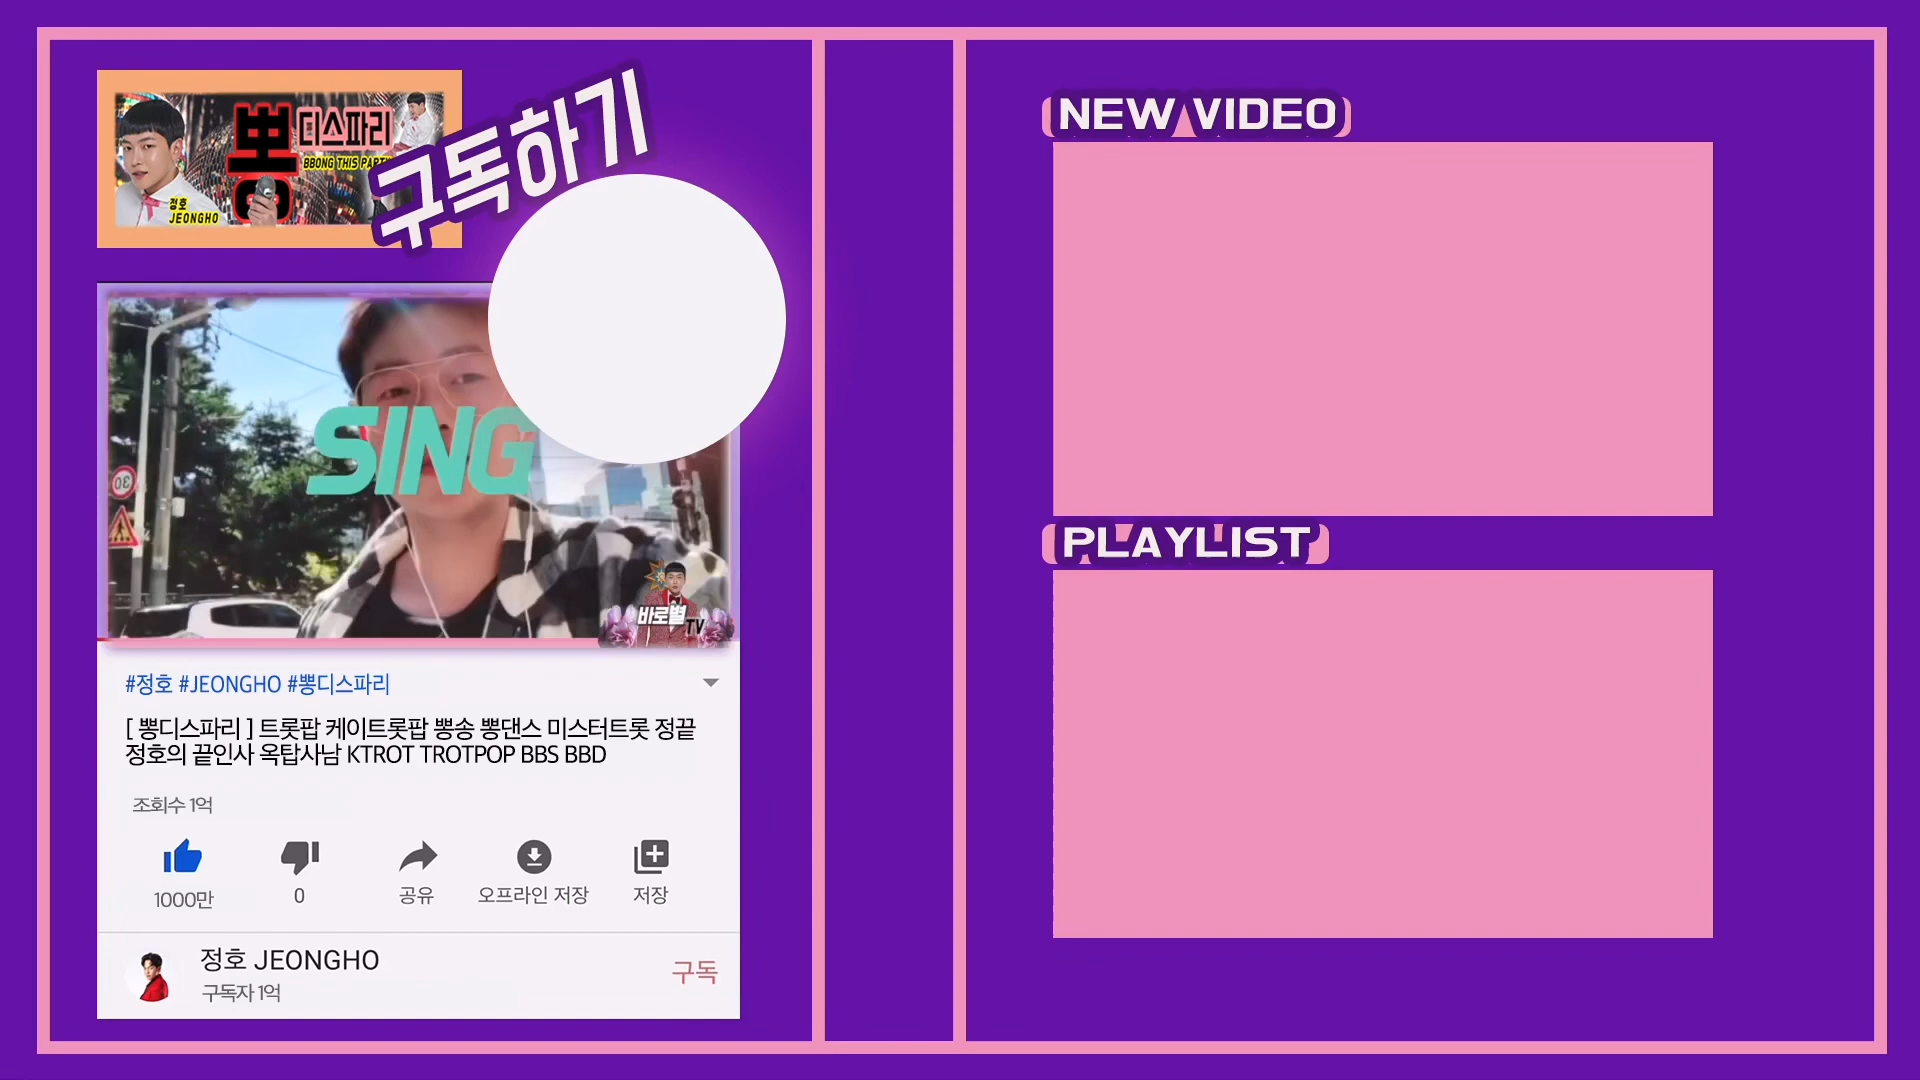 뽕
디스파리
BBONG THIS PARTY
정호
JEONGHO
구독하기
SING
30
바로별
TV
#정호 #JEONGHO #뽕디스파리
[ 뽕디스파리 ] 트롯팝 케이트롯팝 뽕송 뽕댄스 미스터트롯 정끝
정호의 끝인사 옥탑사남 KTROT TROTPOP BBS BBD
조회수 1억
1000만
0
공유
오프라인 저장
저장
정호 JEONGHO
구독자 1억
구독
NEW VIDEO
PLAYLIST